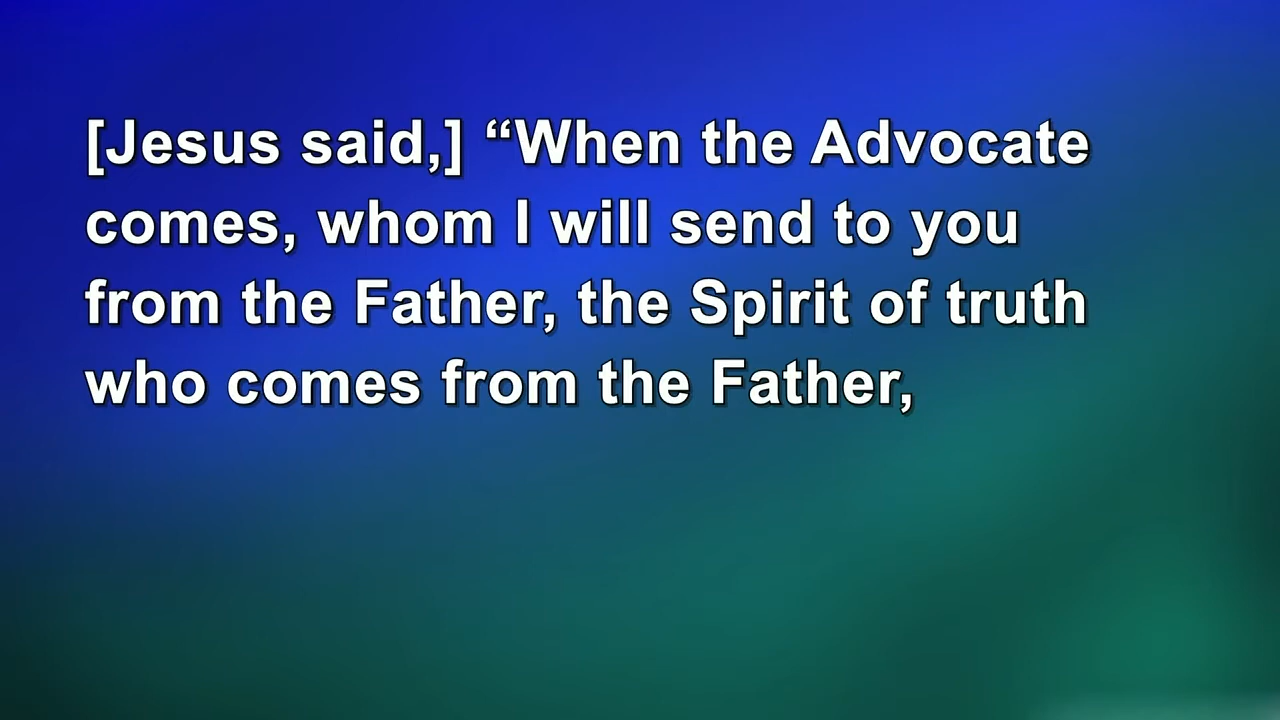 [Jesus said,] “When the Advocate
comes, whom I will send to you
from the Father, the Spirit of truth
who comes from the Father,